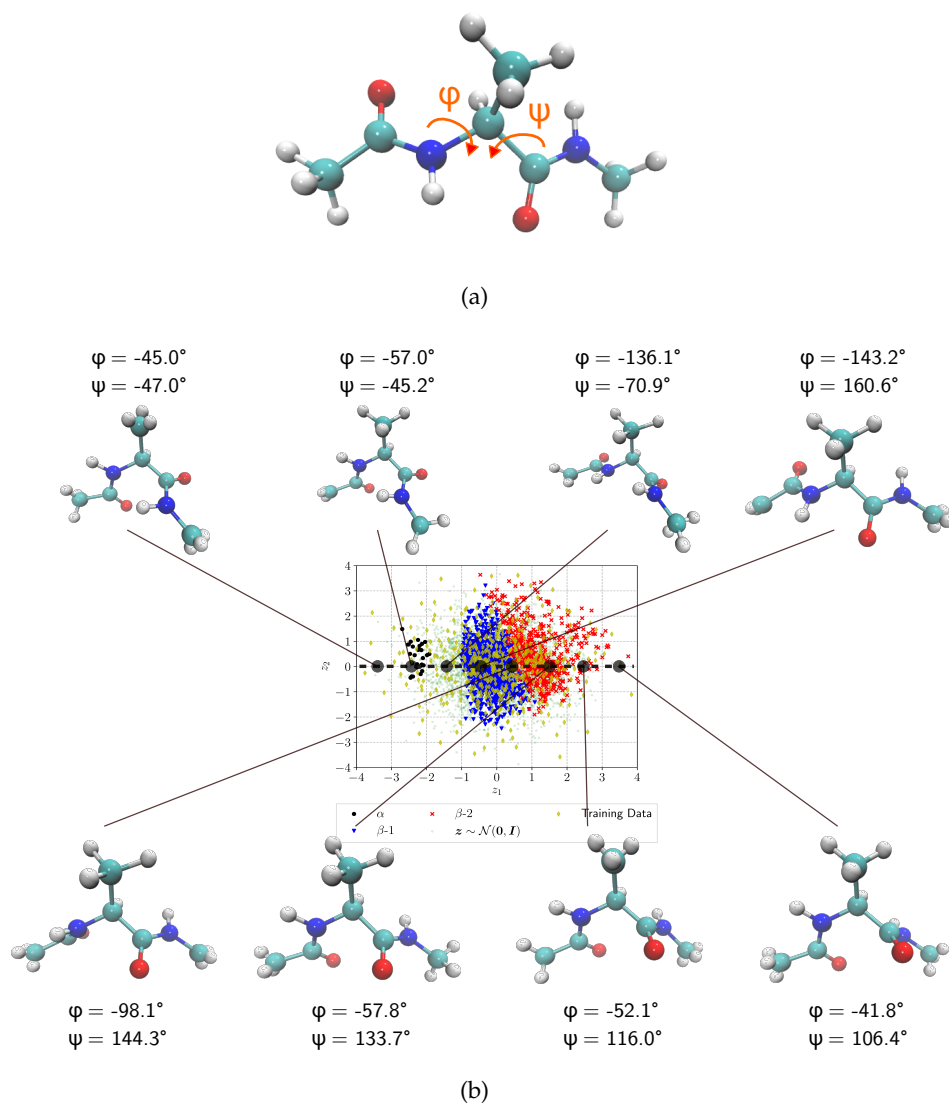 φ ψ
(a)
φ = -45.0° φ = -57.0° φ = -136.1° φ = -143.2°
ψ = -47.0° ψ = -45.2° ψ = -70.9° ψ = 160.6°
4
3
2
1
0
−1
−2
−3
−4
z₂
−4 −3 −2 −1 0 1 2 3 4
z₁
α β-2 Training Data
β-1 z ∼ N(0, I)
φ = -98.1° φ = -57.8° φ = -52.1° φ = -41.8°
ψ = 144.3° ψ = 133.7° ψ = 116.0° ψ = 106.4°
(b)